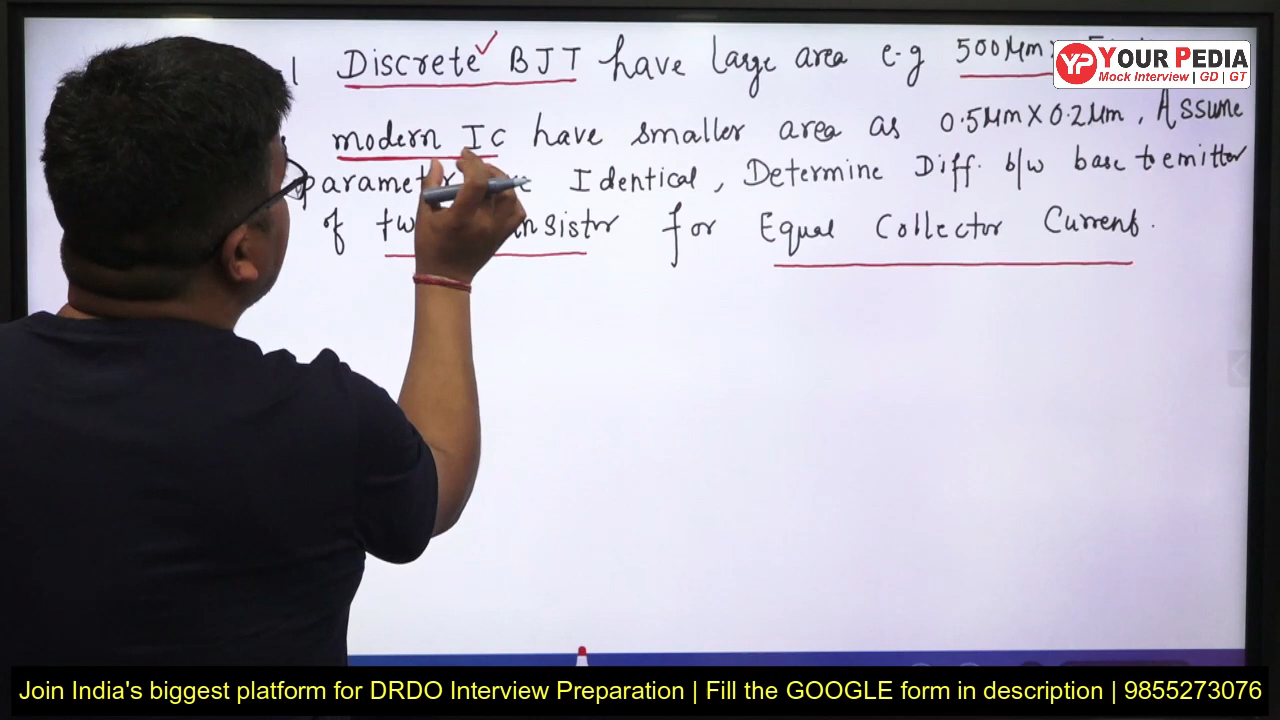 1 Discrete BJT have large area e-g 500μm
YOUR PEDIA
YP
Mock Interview | GD | GT
modern Ic have smaller area as 0.5μm X 0.2μm, Assume
Identical, Determine Diff. b/w base to emitter
of for Equal Collector Current.
Join India's biggest platform for DRDO Interview Preparation | Fill the GOOGLE form in description | 9855273076